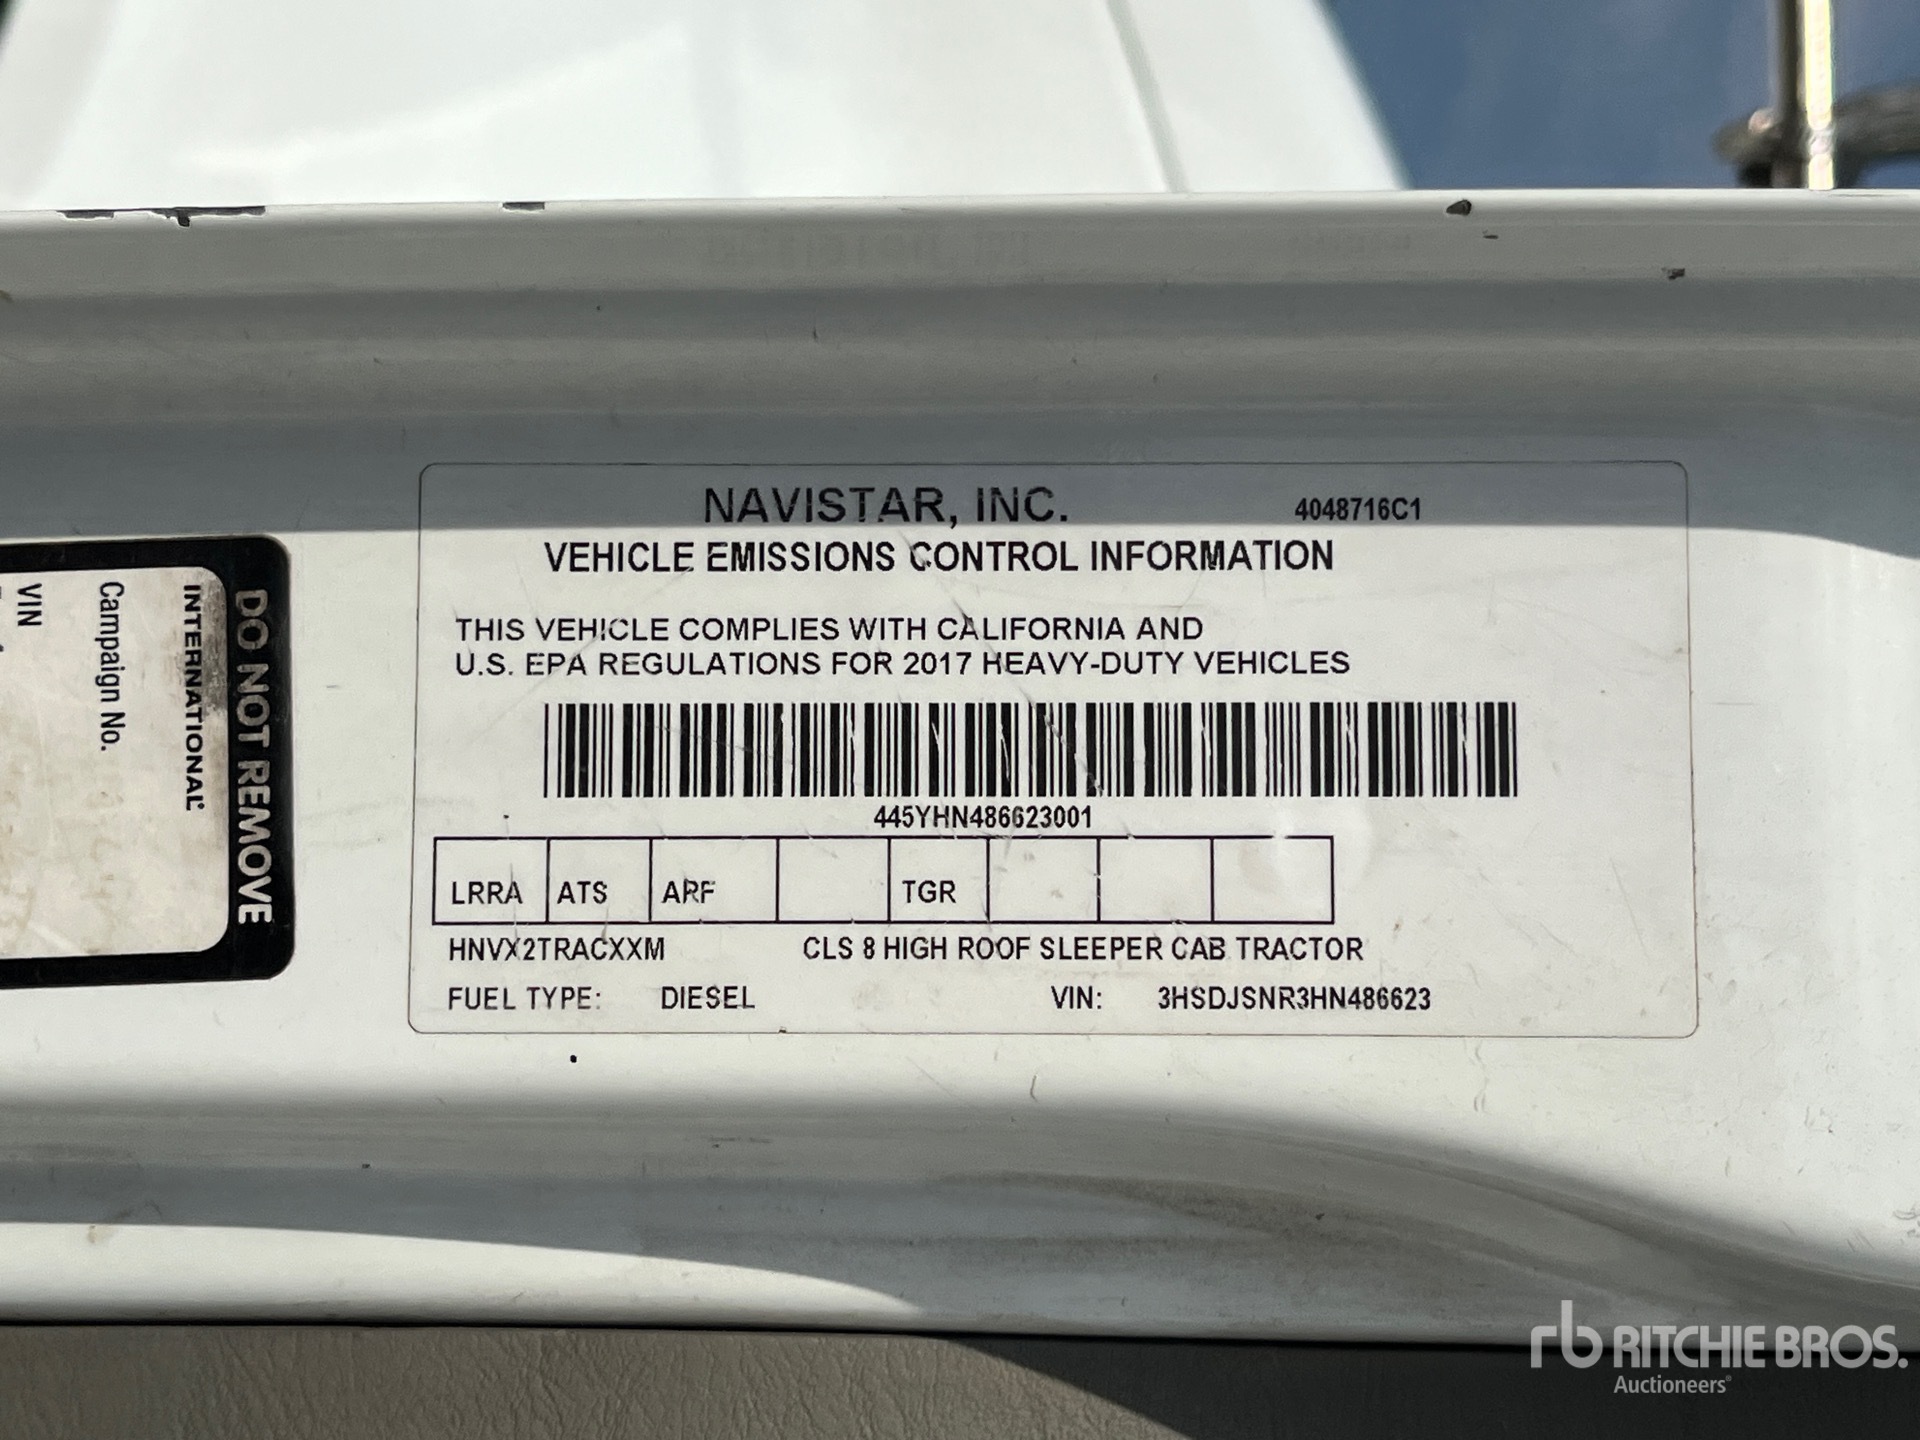 NAVISTAR, INC. 4048716C1
VEHICLE EMISSIONS CONTROL INFORMATION
THIS VEHICLE COMPLIES WITH CALIFORNIA AND
U.S. EPA REGULATIONS FOR 2017 HEAVY-DUTY VEHICLES
445YHN486623001
LRRA ATS ARF TGR
HNVX2TRACXXM CLS 8 HIGH ROOF SLEEPER CAB TRACTOR
FUEL TYPE: DIESEL VIN: 3HSDJSNR3HN486623
DO NOT REMOVE
INTERNATIONAL®
Campaign No.
VIN
rb RITCHIE BROS.
Auctioneers®